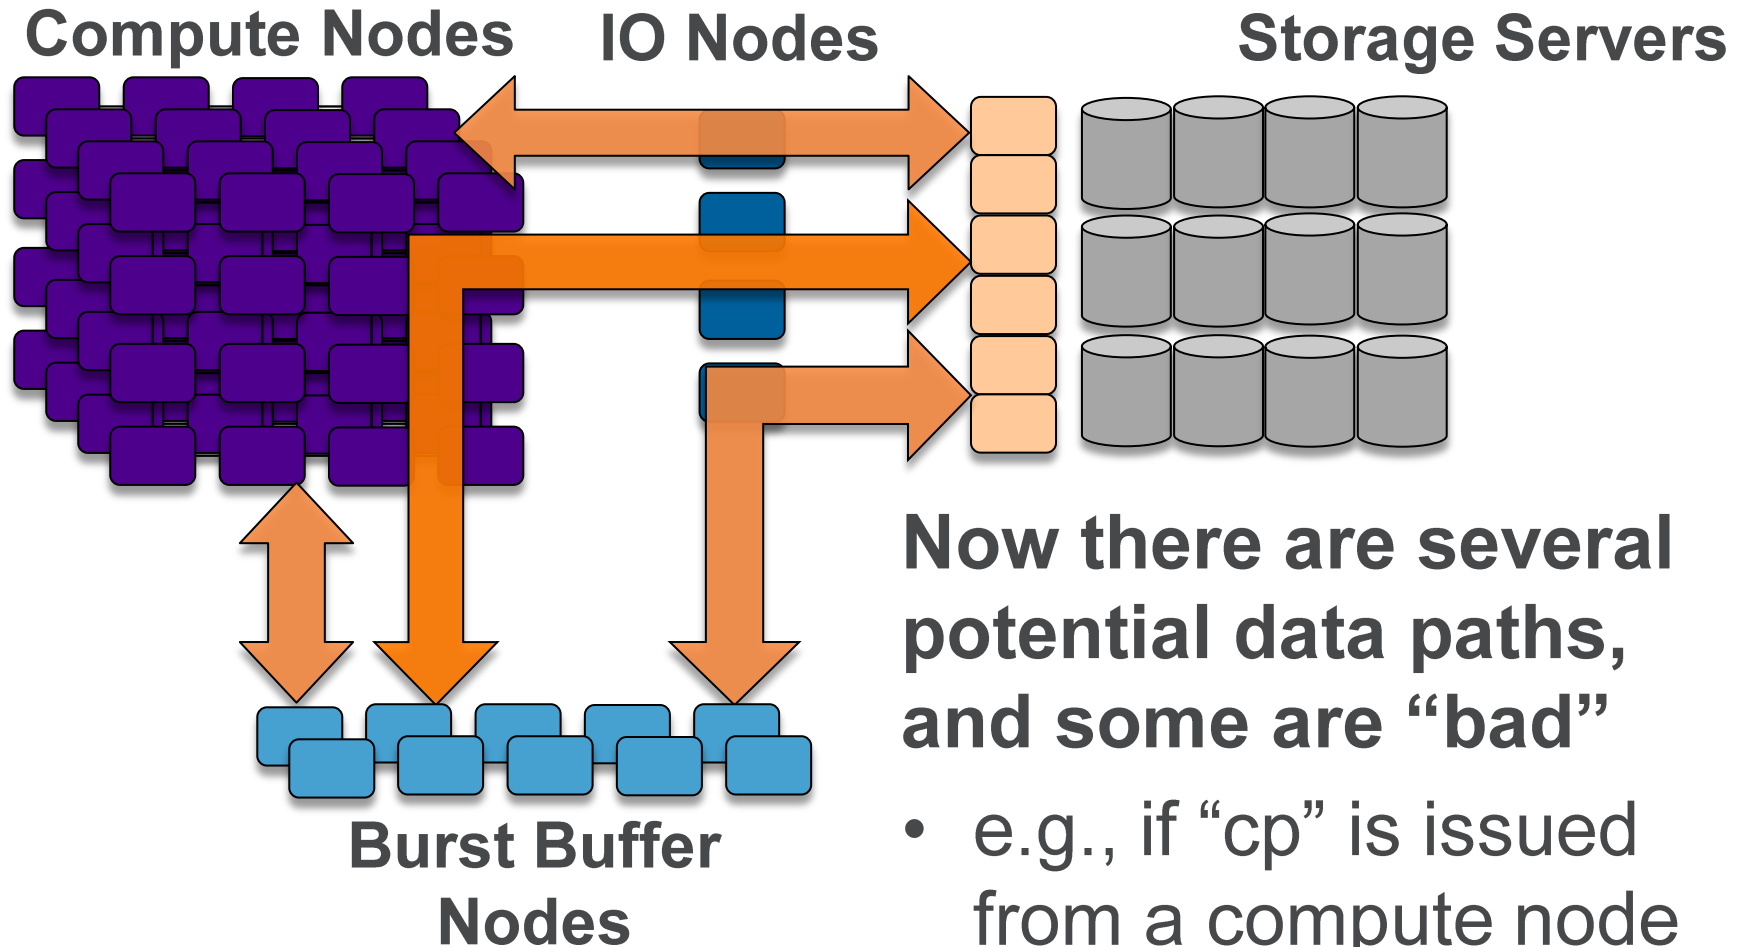 Compute Nodes
IO Nodes
Storage Servers
Now there are several
potential data paths,
and some are “bad”
• e.g., if “cp” is issued
from a compute node
Burst Buffer
Nodes